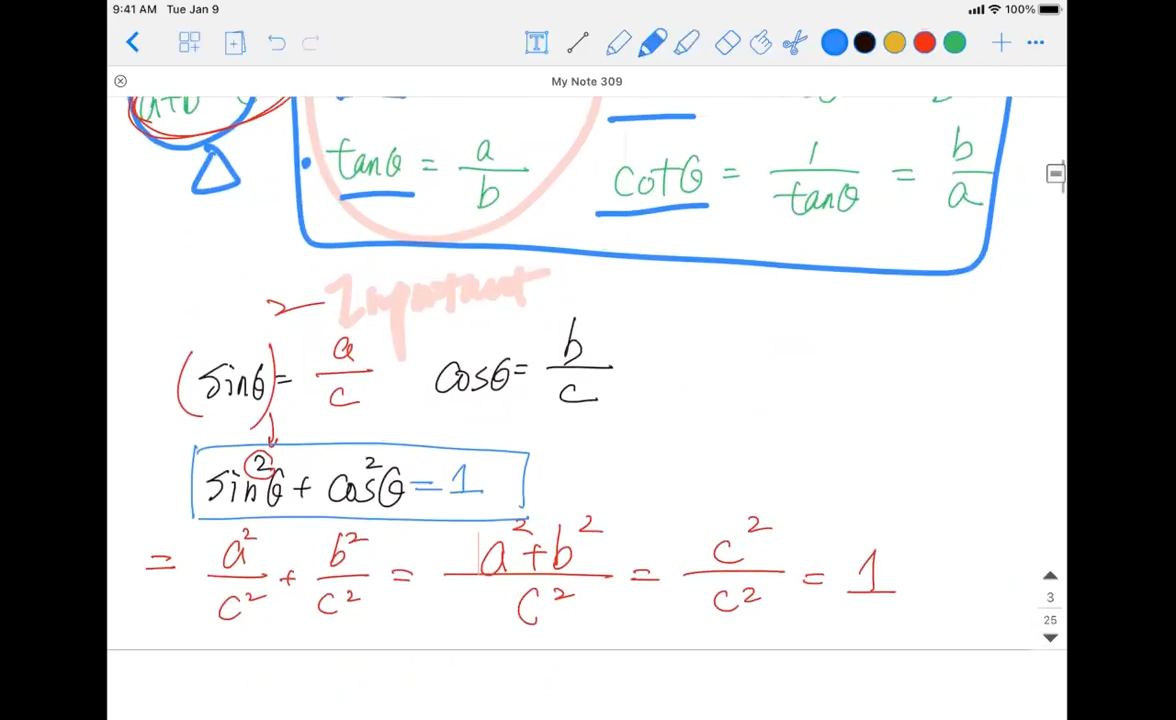 9:41 AM Tue Jan 9 100%
T
My Note 309
tanθ = a/b cotθ = 1/tanθ = b/a
Important
(sinθ) = a/c cosθ = b/c
sin²θ + cos²θ = 1
= a²/c² + b²/c² = a²+b²/c² = c²/c² = 1
3
25